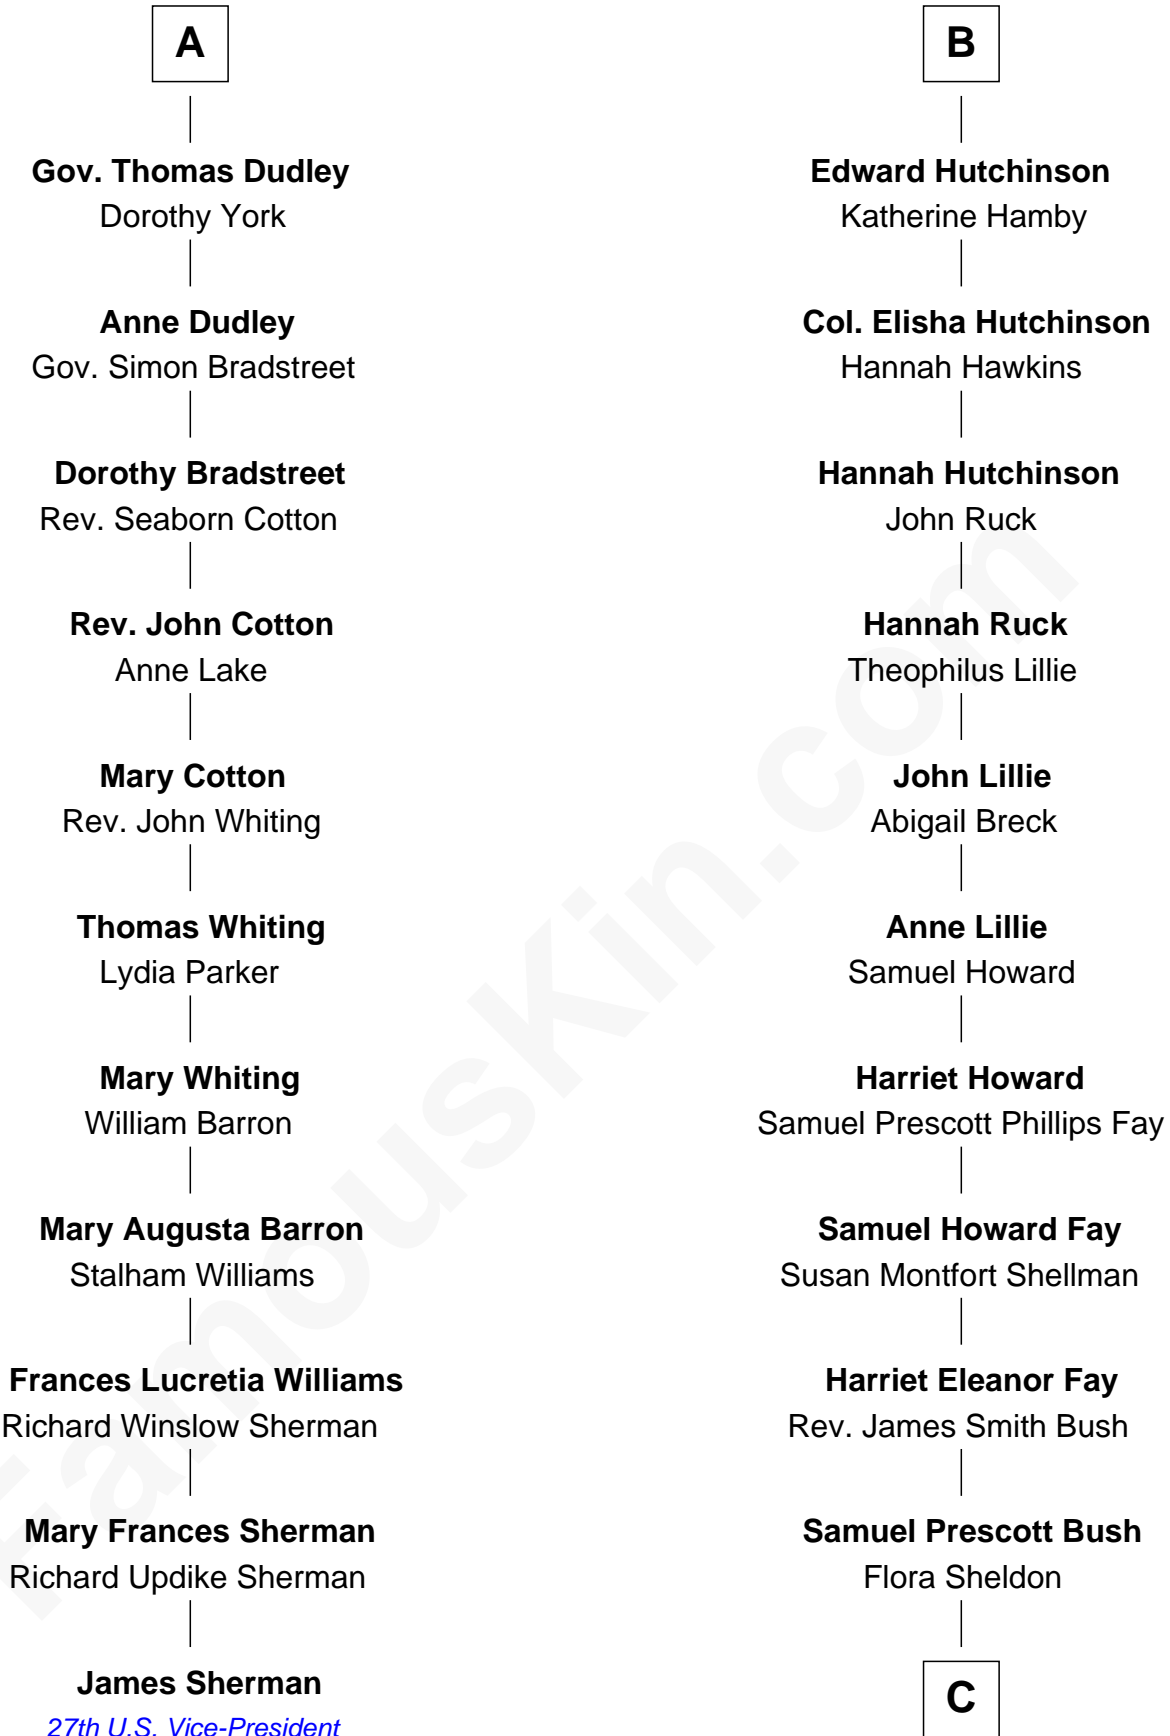 A
Gov. Thomas Dudley
Dorothy York
Anne Dudley
Gov. Simon Bradstreet
Dorothy Bradstreet
Rev. Seaborn Cotton
Rev. John Cotton
Anne Lake
Mary Cotton
Rev. John Whiting
Thomas Whiting
Lydia Parker
Mary Whiting
William Barron
Mary Augusta Barron
Stalham Williams
Frances Lucretia Williams
Richard Winslow Sherman
Mary Frances Sherman
Richard Updike Sherman
James Sherman
27th U.S. Vice-President
B
Edward Hutchinson
Katherine Hamby
Col. Elisha Hutchinson
Hannah Hawkins
Hannah Hutchinson
John Ruck
Hannah Ruck
Theophilus Lillie
John Lillie
Abigail Breck
Anne Lillie
Samuel Howard
Harriet Howard
Samuel Prescott Phillips Fay
Samuel Howard Fay
Susan Montfort Shellman
Harriet Eleanor Fay
Rev. James Smith Bush
Samuel Prescott Bush
Flora Sheldon
C
FamousKin.com